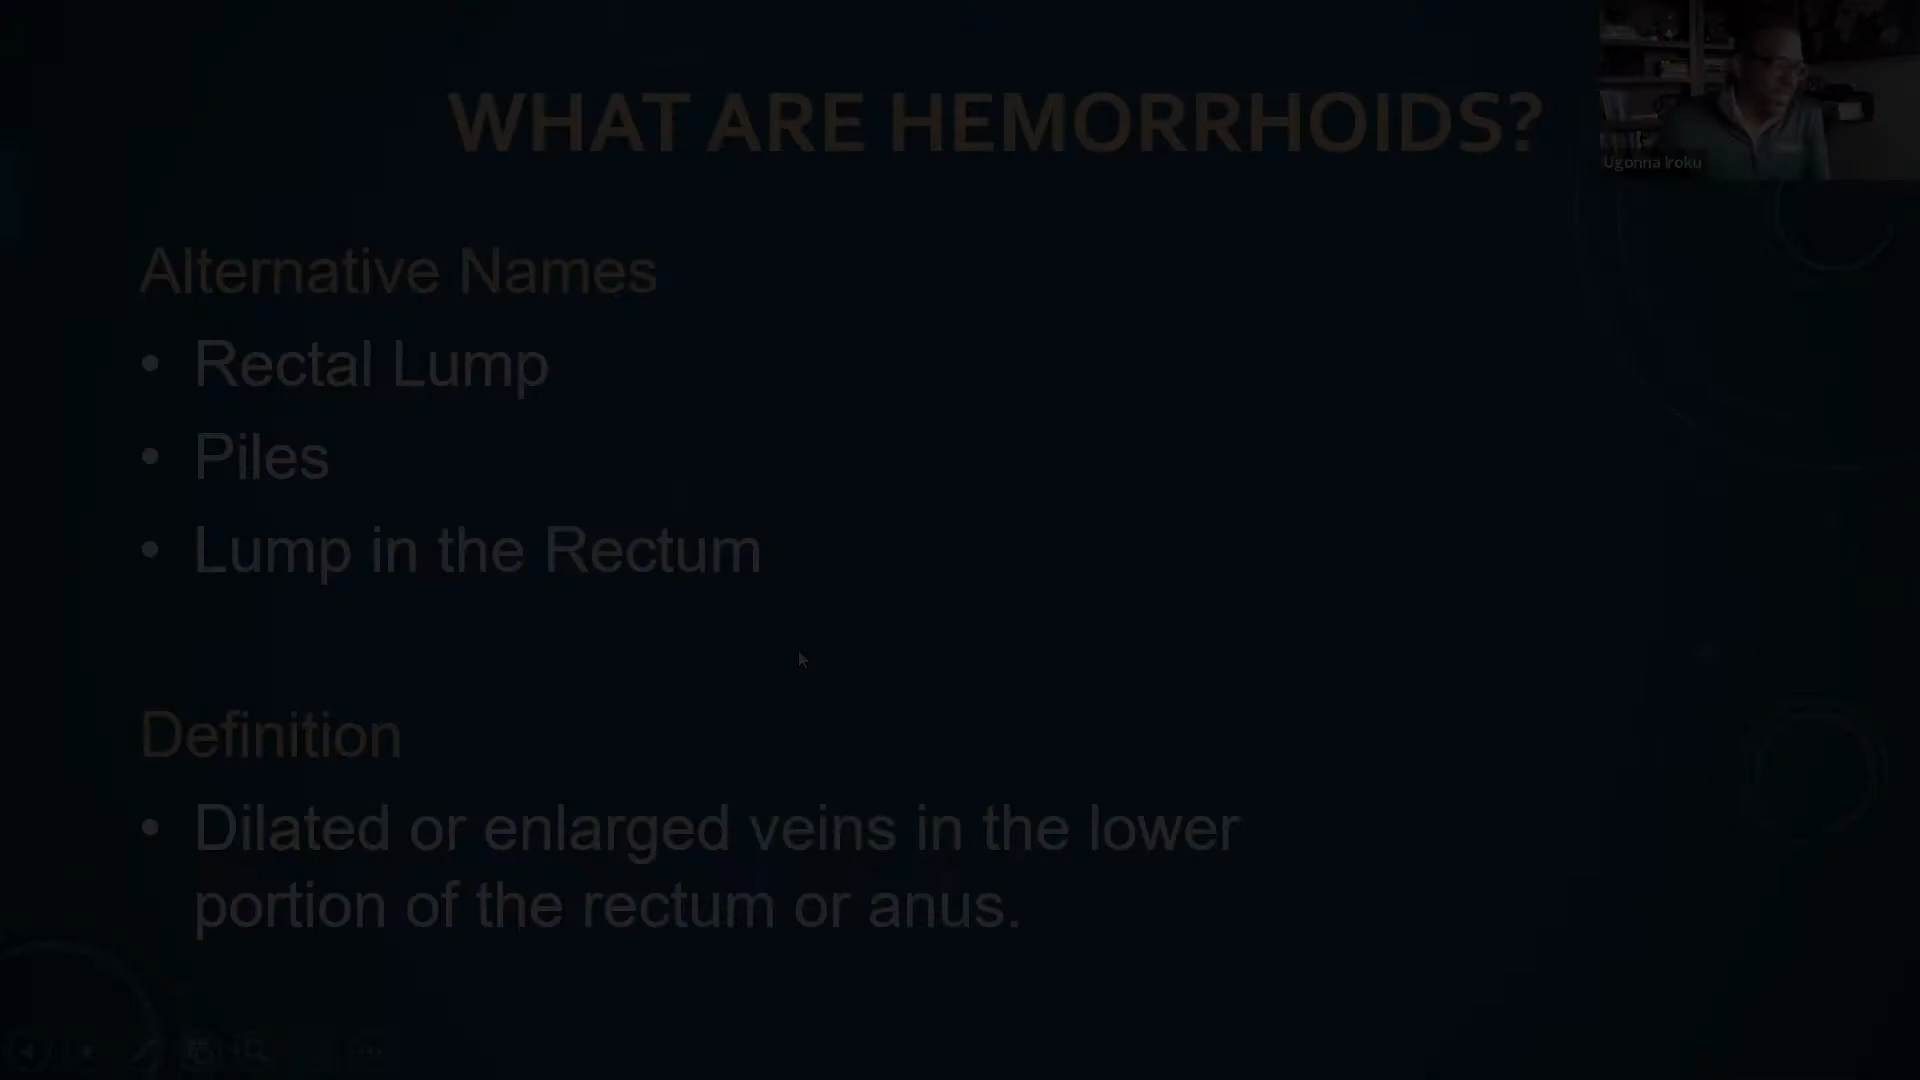 WHAT ARE HEMORRHOIDS?
Ugonna Iroku
Alternative Names
• Rectal Lump
• Piles
• Lump in the Rectum
Definition
• Dilated or enlarged veins in the lower
portion of the rectum or anus.